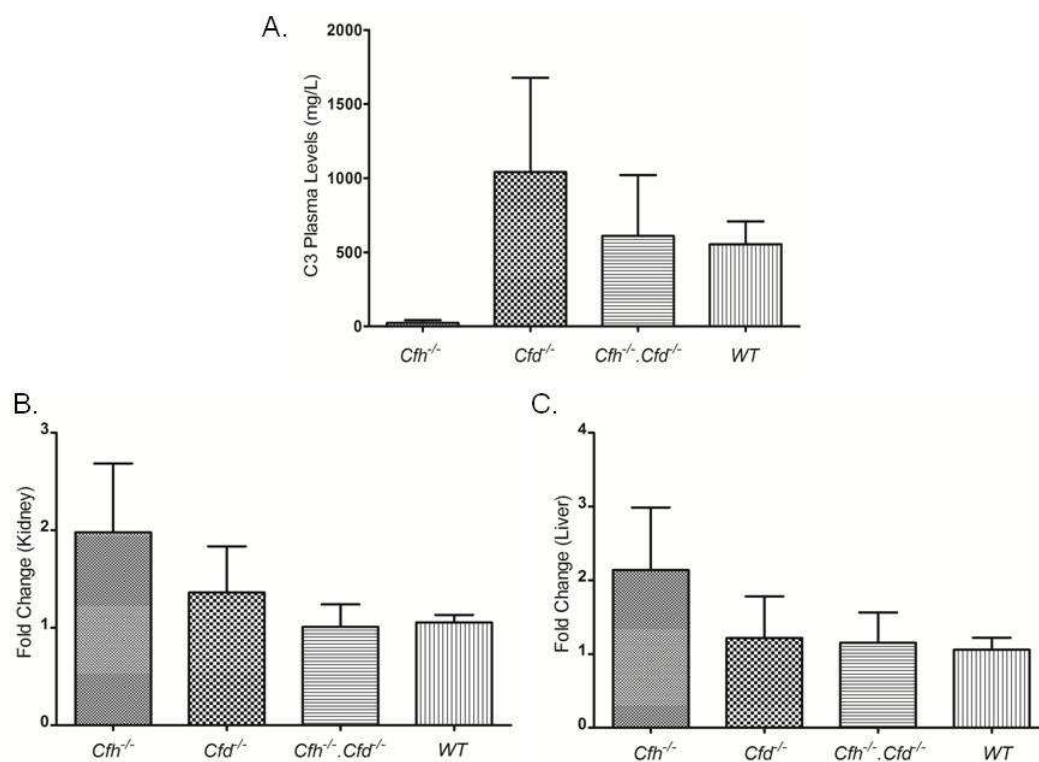 A.
C3 Plasma Levels (mg/L)
2000
1500
1000
500
0
Cfh-/-
Cfd-/-
Cfh-/-.Cfd-/-
WT
B.
Fold Change (Kidney)
3
2
1
0
Cfh-/-
Cfd-/-
Cfh-/-.Cfd-/-
WT
C.
Fold Change (Liver)
4
3
2
1
0
Cfh-/-
Cfd-/-
Cfh-/-.Cfd-/-
WT